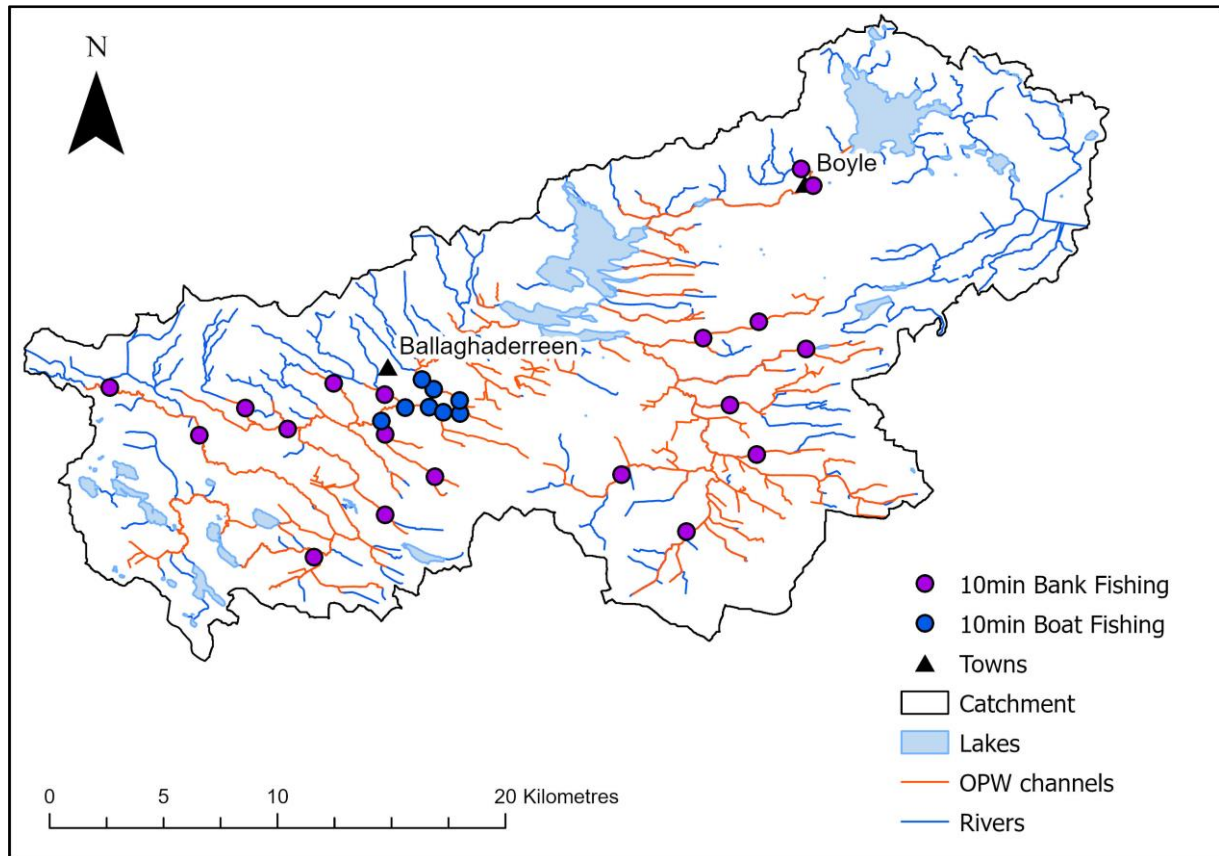 N
Boyle
Ballaghaderreen
10min Bank Fishing
10min Boat Fishing
Towns
Catchment
Lakes
OPW channels
Rivers
0 5 10 20 Kilometres